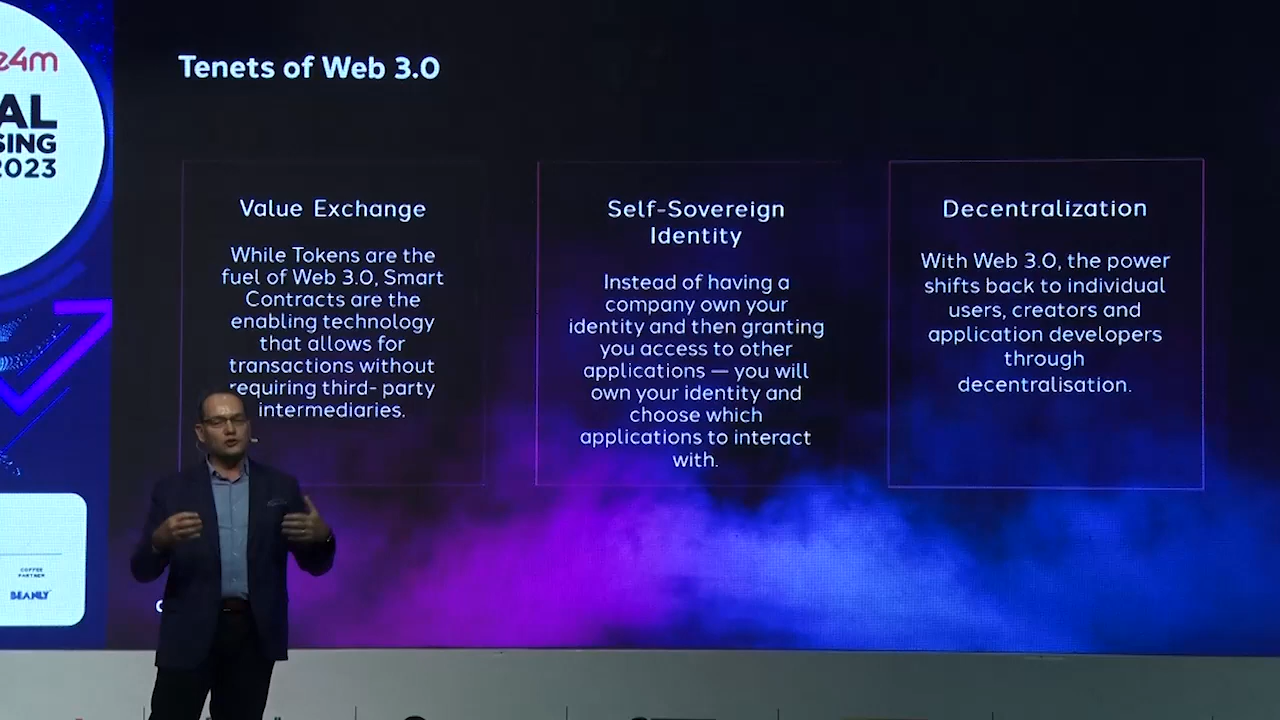 e4m
AL
SING
2023
COFFEE
PARTNER
BEANLY
Tenets of Web 3.0
Value Exchange
While Tokens are the
fuel of Web 3.0, Smart
Contracts are the
enabling technology
that allows for
transactions without
requiring third- party
intermediaries.
Self-Sovereign
Identity
Instead of having a
company own your
identity and then granting
you access to other
applications — you will
own your identity and
choose which
applications to interact
with.
Decentralization
With Web 3.0, the power
shifts back to individual
users, creators and
application developers
through
decentralisation.